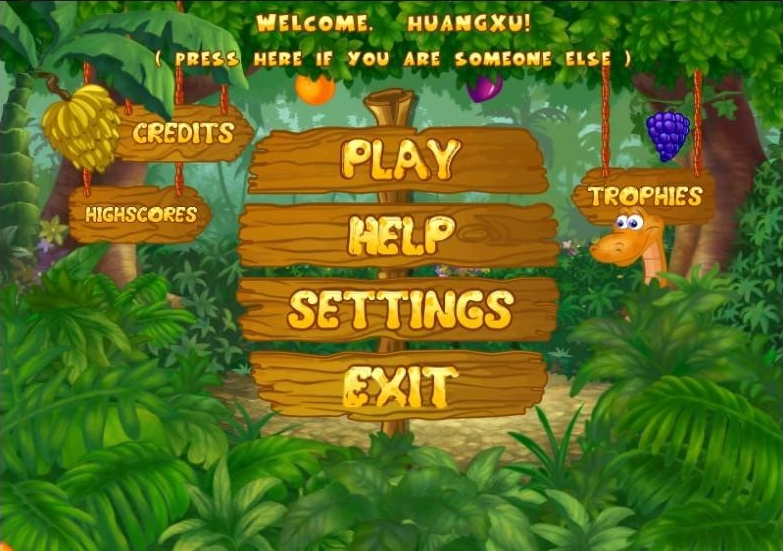 WELCOME. HUANGXU!
( PRESS HERE IF YOU ARE SOMEONE ELSE )
CREDITS
PLAY
TROPHIES
HIGHSCORES
HELP
SETTINGS
EXIT